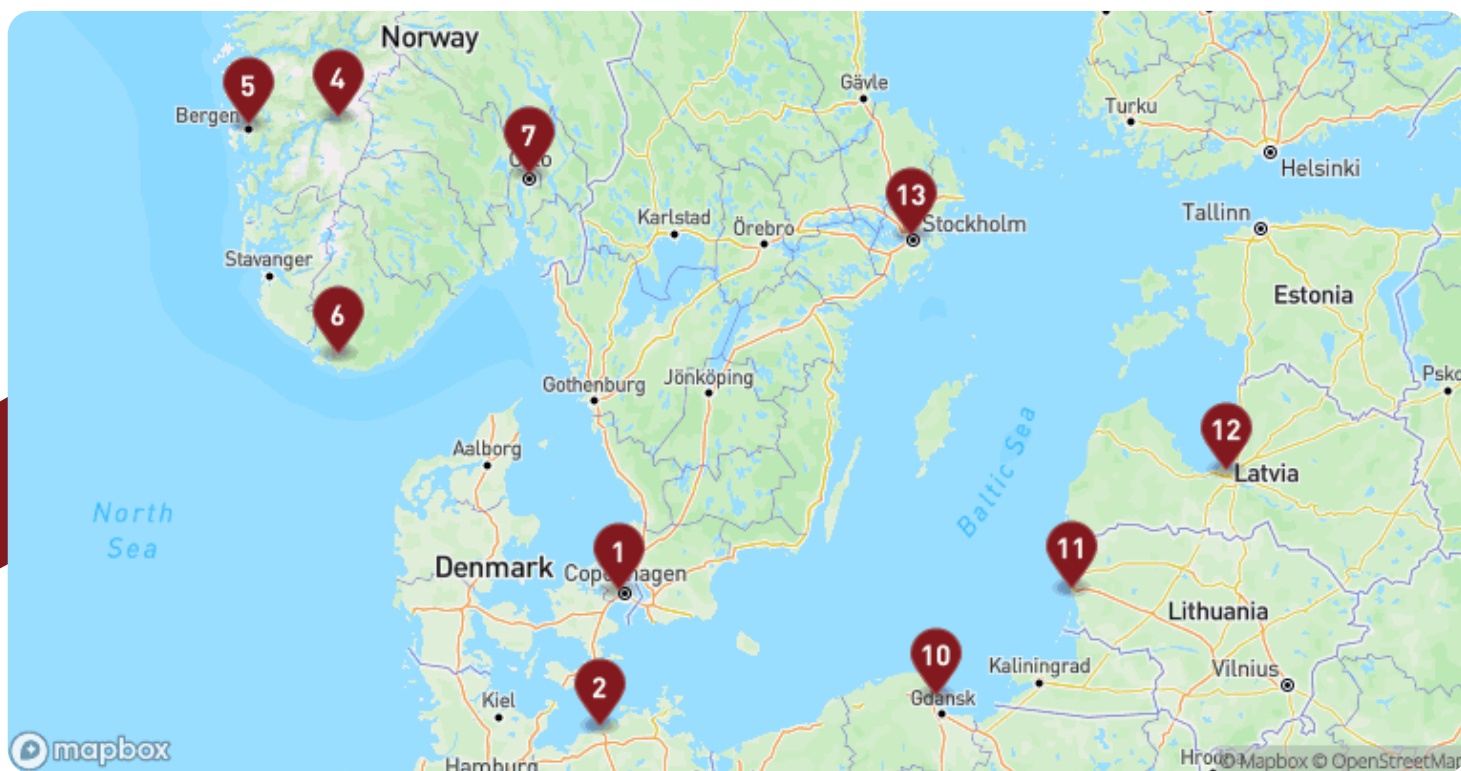 Norway
Gävle
5
4
Bergen
Turku
7
Oslo
Helsinki
13
Karlstad
Örebro
Stockholm
Tallinn
Stavanger
Estonia
6
Gothenburg
Jönköping
Psko
Aalborg
12
Latvia
Baltic Sea
North
Sea
1
11
Denmark
Copenhagen
Lithuania
10
2
Kaliningrad
Vilnius
Kiel
Gdansk
mapbox
Hamburg
© Mapbox © OpenStreetMap